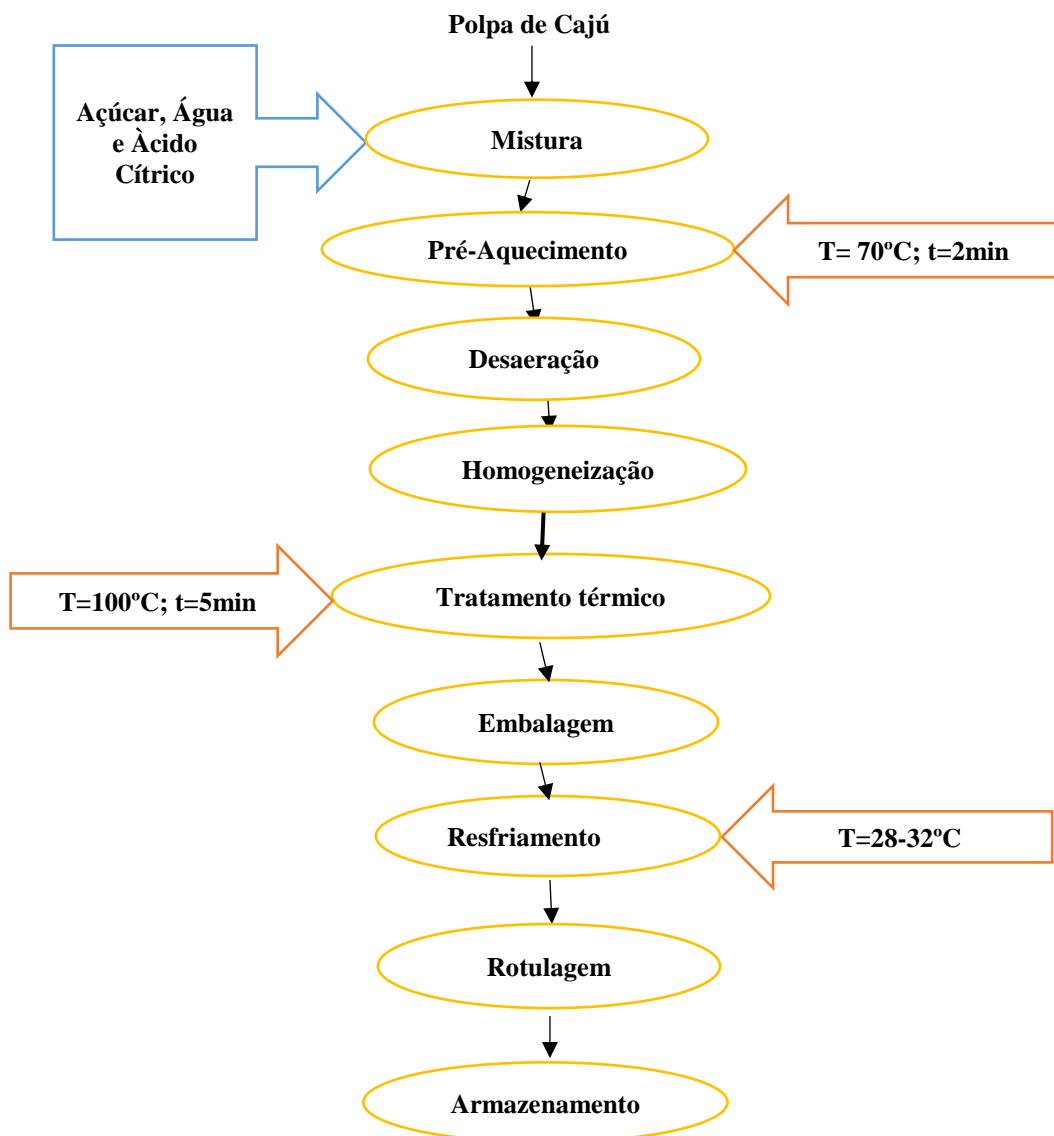 Polpa de Cajú
Açúcar, Água
e Àcido
Cítrico
Mistura
Pré-Aquecimento
T= 70ºC; t=2min
Desaeração
Homogeneização
T=100ºC; t=5min
Tratamento térmico
Embalagem
Resfriamento
T=28-32ºC
Rotulagem
Armazenamento